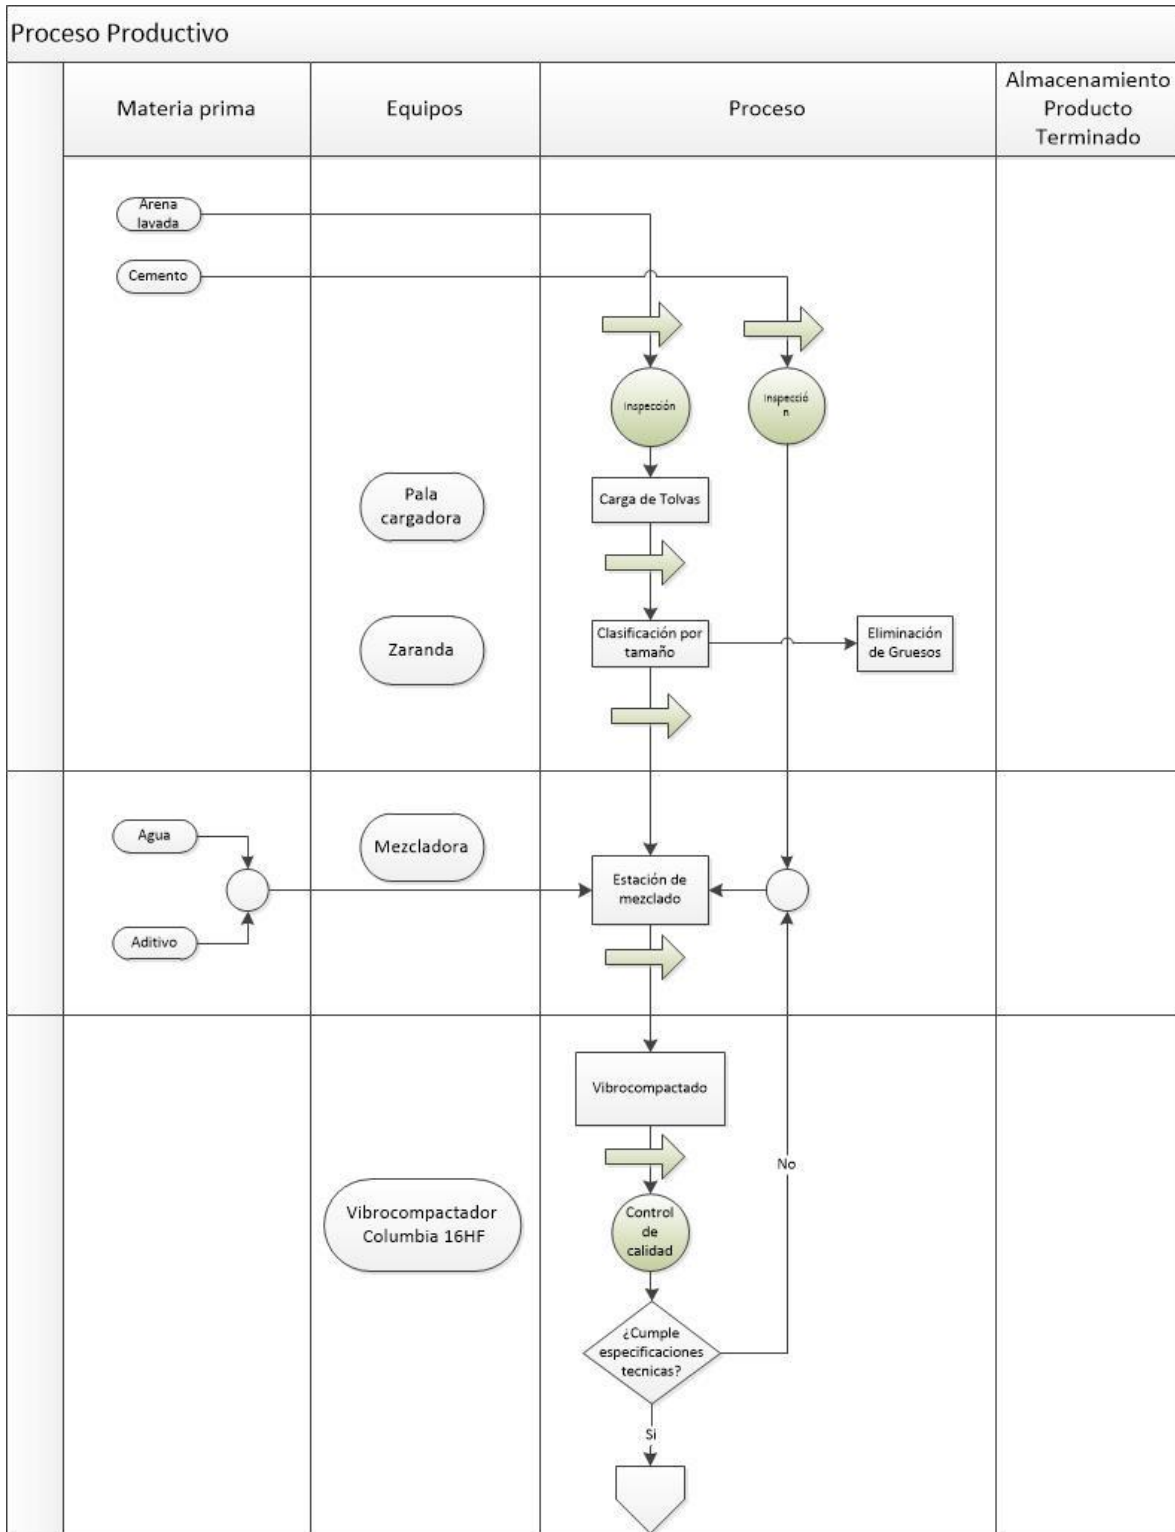 Proceso Productivo
Materia prima
Equipos
Proceso
Almacenamiento
Producto
Terminado
Arena
lavada
Cemento
Inspección
Inspecció
n
Pala
cargadora
Carga de Tolvas
Zaranda
Clasificación por
tamaño
Eliminación
de Gruesos
Agua
Mezcladora
Estación de
mezclado
Aditivo
Vibrocompactado
No
Vibrocompactador
Columbia 16HF
Control
de
calidad
¿Cumple
especificaciones
tecnicas?
Si